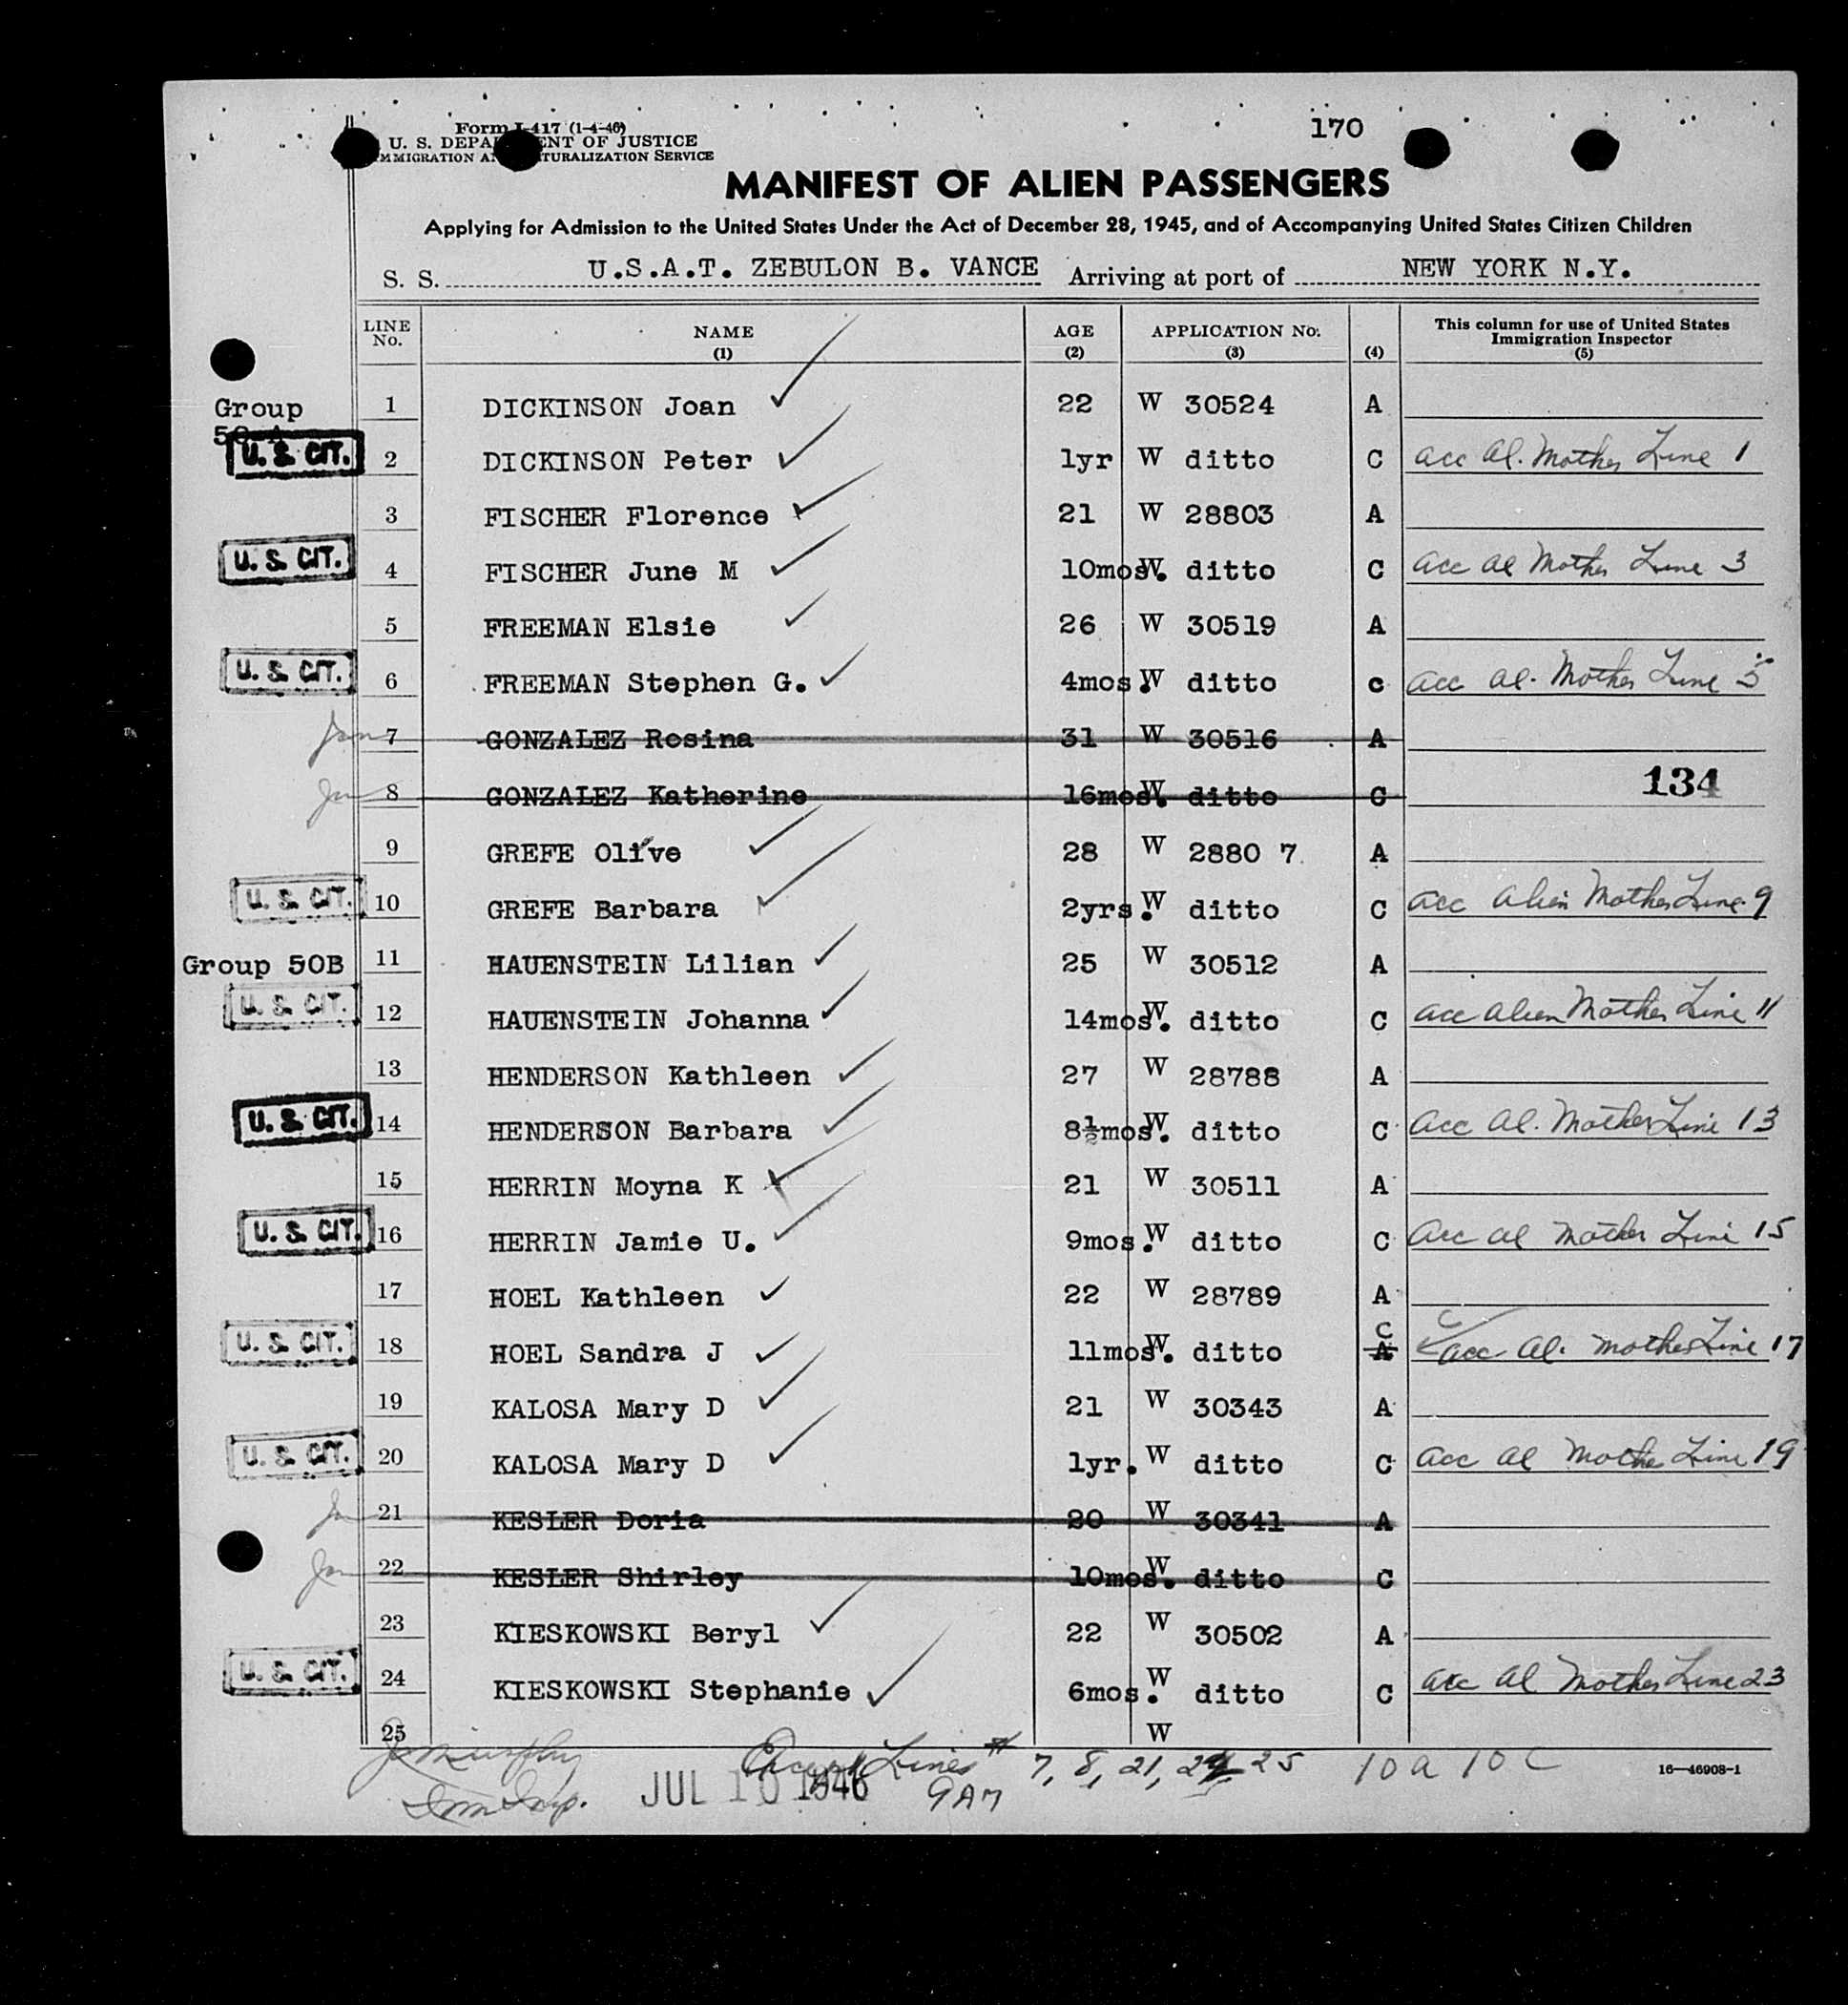 170
Form I-417 (1-4-46)
U. S. DEPARTMENT OF JUSTICE
IMMIGRATION AND NATURALIZATION SERVICE
MANIFEST OF ALIEN PASSENGERS
Applying for Admission to the United States Under the Act of December 28, 1945, and of Accompanying United States Citizen Children
S. S. U.S.A.T. ZEBULON B. VANCE Arriving at port of NEW YORK N.Y.
LINE No. NAME (1) AGE (2) APPLICATION No. (3) (4) This column for use of United States Immigration Inspector (5)
Group 1 DICKINSON Joan 22 W 30524 A
50 A
U. S. CIT. 2 DICKINSON Peter 1yr W ditto C acc Al. Mother Line 1
3 FISCHER Florence 21 W 28803 A
U. S. CIT. 4 FISCHER June M 10mos. W ditto C acc Al Mother Line 3
5 FREEMAN Elsie 26 W 30519 A
U. S. CIT. 6 FREEMAN Stephen G. 4mos. W ditto c acc Al. Mother Line 5
7 GONZALEZ Rosina 31 W 30516 A
8 GONZALEZ Katherine 16mos. W ditto C 134
9 GREFE Olive 28 W 2880 7 A
U. S. CIT. 10 GREFE Barbara 2yrs. W ditto C acc Alien Mother Line 9
Group 50B 11 HAUENSTEIN Lilian 25 W 30512 A
U. S. CIT. 12 HAUENSTEIN Johanna 14mos. W ditto C acc Alien Mother Line 11
13 HENDERSON Kathleen 27 W 28788 A
U. S. CIT. 14 HENDERSON Barbara 8½mos. W ditto C acc Al. Mother Line 13
15 HERRIN Moyna K 21 W 30511 A
U. S. CIT. 16 HERRIN Jamie U. 9mos. W ditto C acc Al Mother Line 15
17 HOEL Kathleen 22 W 28789 A
U. S. CIT. 18 HOEL Sandra J 11mos. W ditto A C C acc Al. Mother Line 17
19 KALOSA Mary D 21 W 30343 A
U. S. CIT. 20 KALOSA Mary D 1yr. W ditto C acc Al Mother Line 19
21 KESLER Doria 20 W 30341 A
22 KESLER Shirley 10mos. W ditto C
23 KIESKOWSKI Beryl 22 W 30502 A
U. S. CIT. 24 KIESKOWSKI Stephanie 6mos. W ditto C acc Al Mother Line 23
25 W
J Murphy Except Lines # 7, 8, 21, 22 25 10 A 10 C 16—46908-1
Imm Insp. JUL 10 1946 9 AM